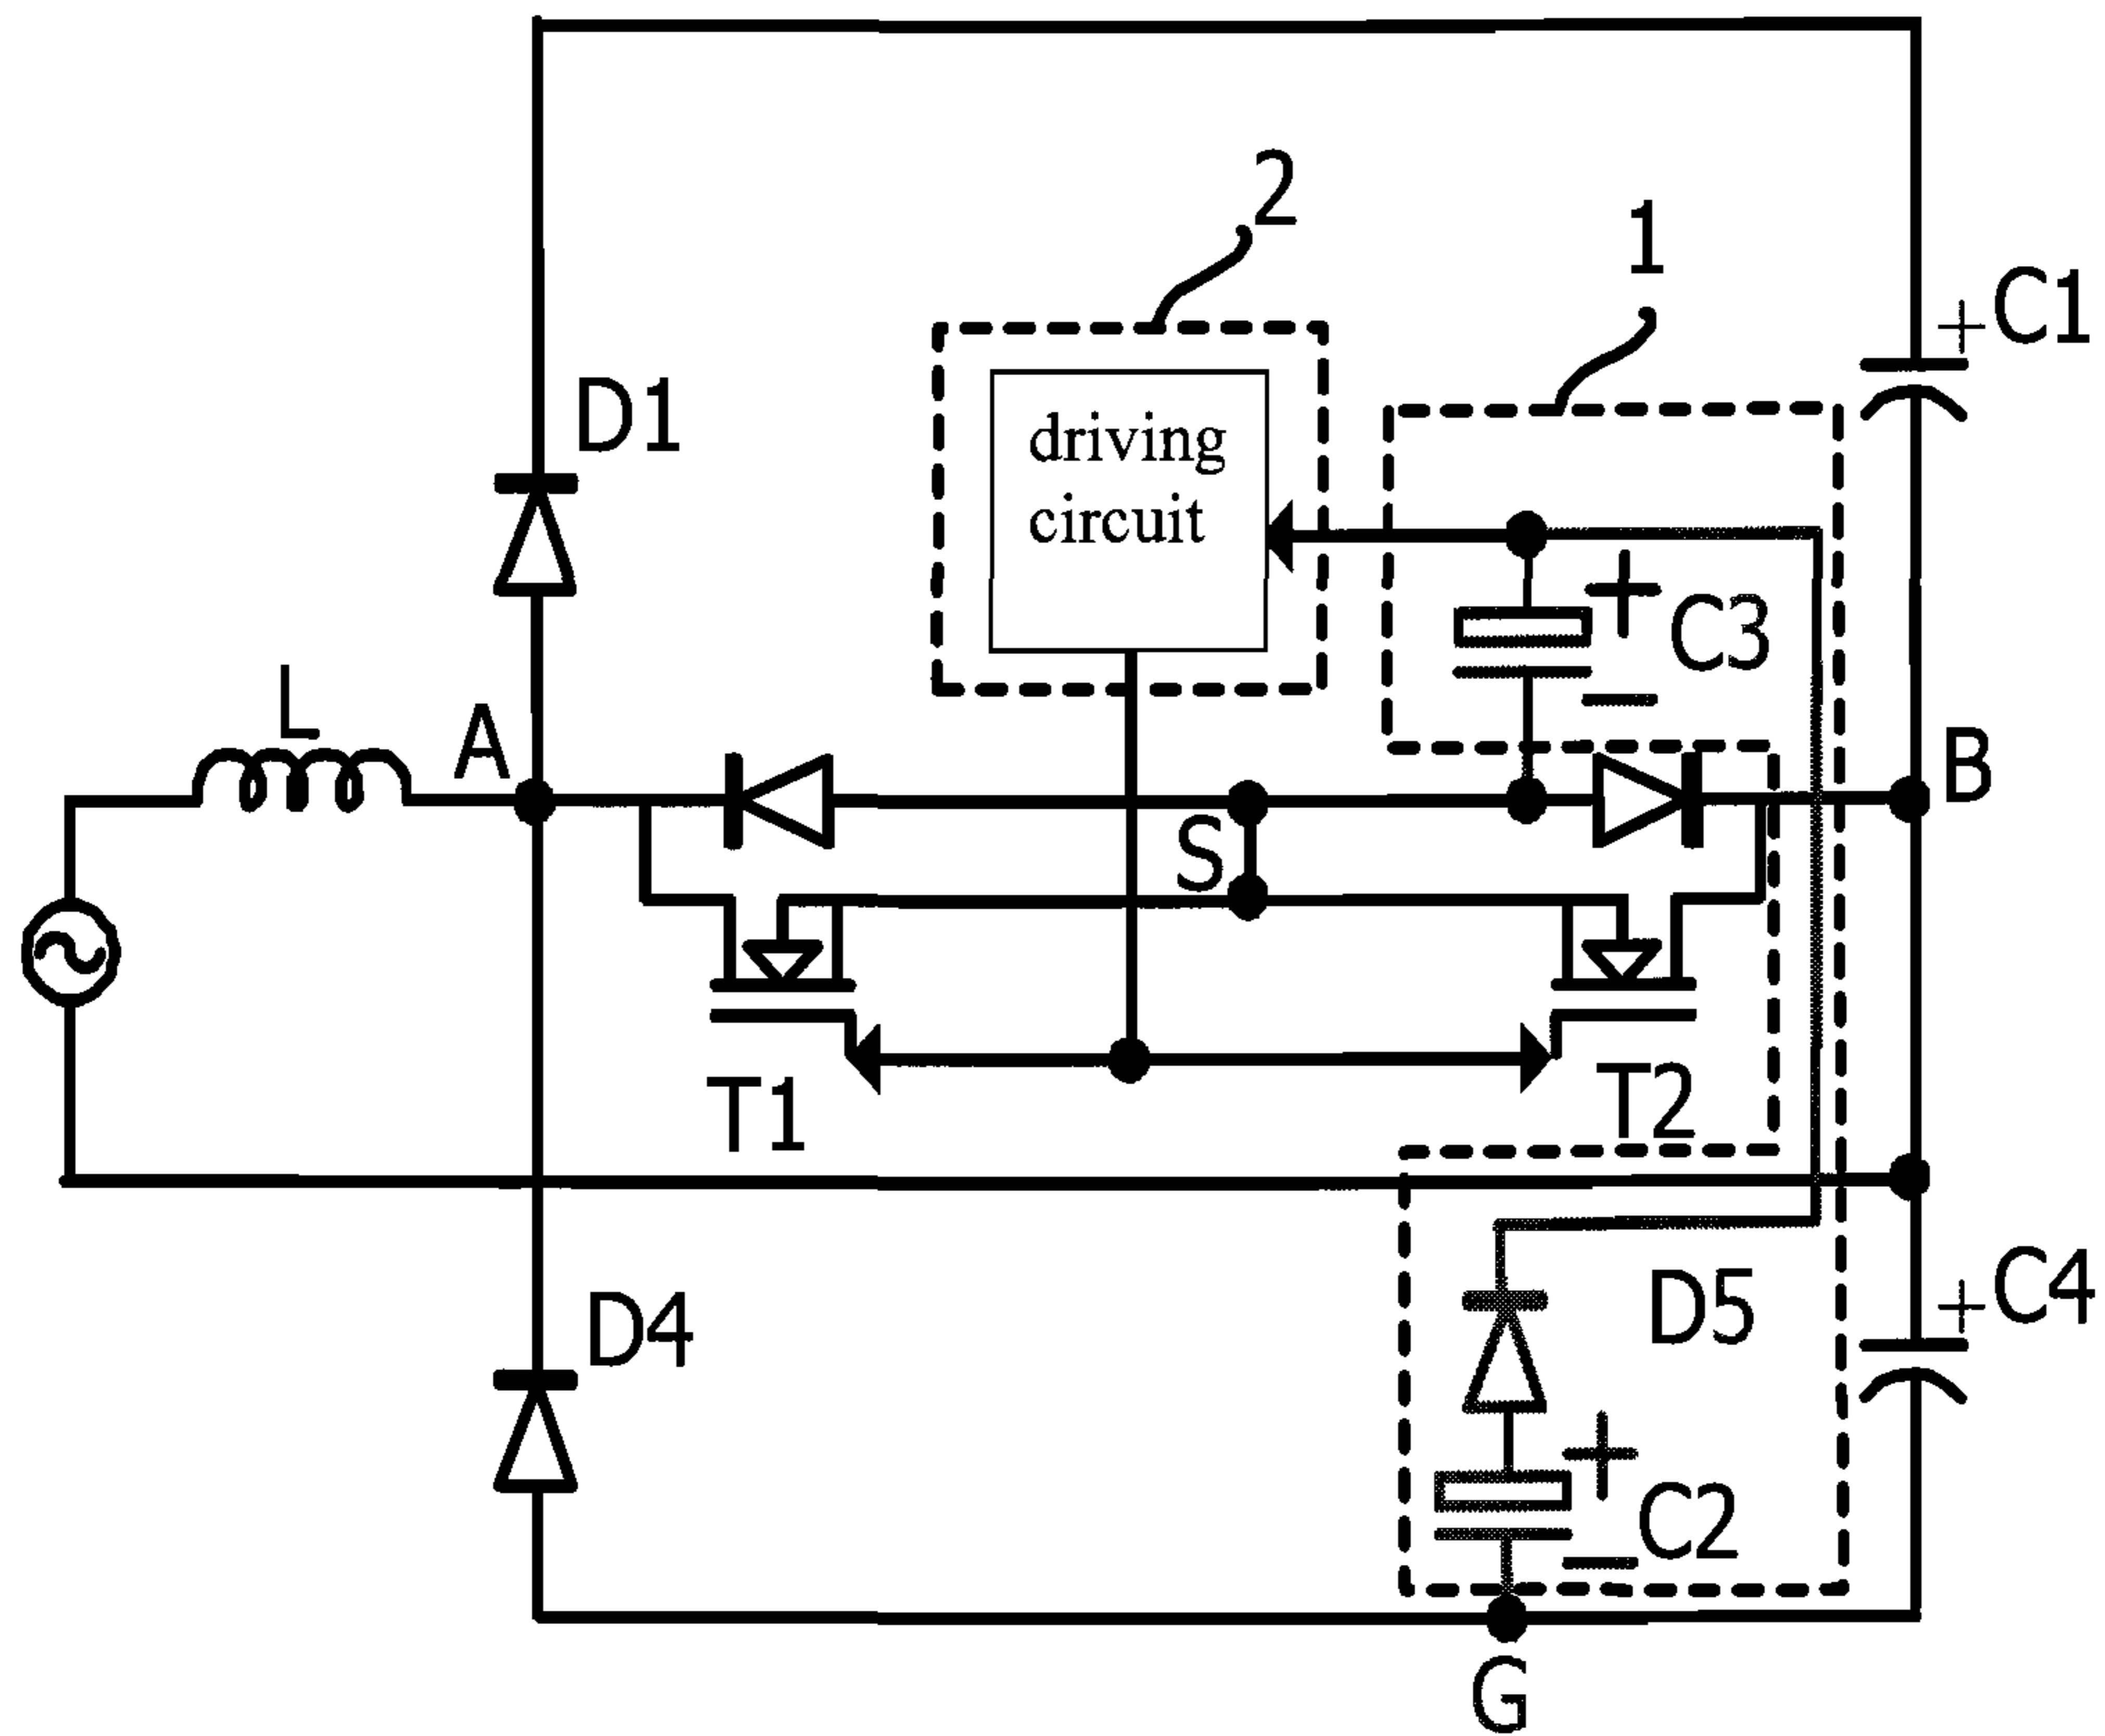 2
1
+C1
D1
driving
circuit
+
C3
−
L
A
B
S
T1
T2
D4
D5
+C4
+
C2
−
G